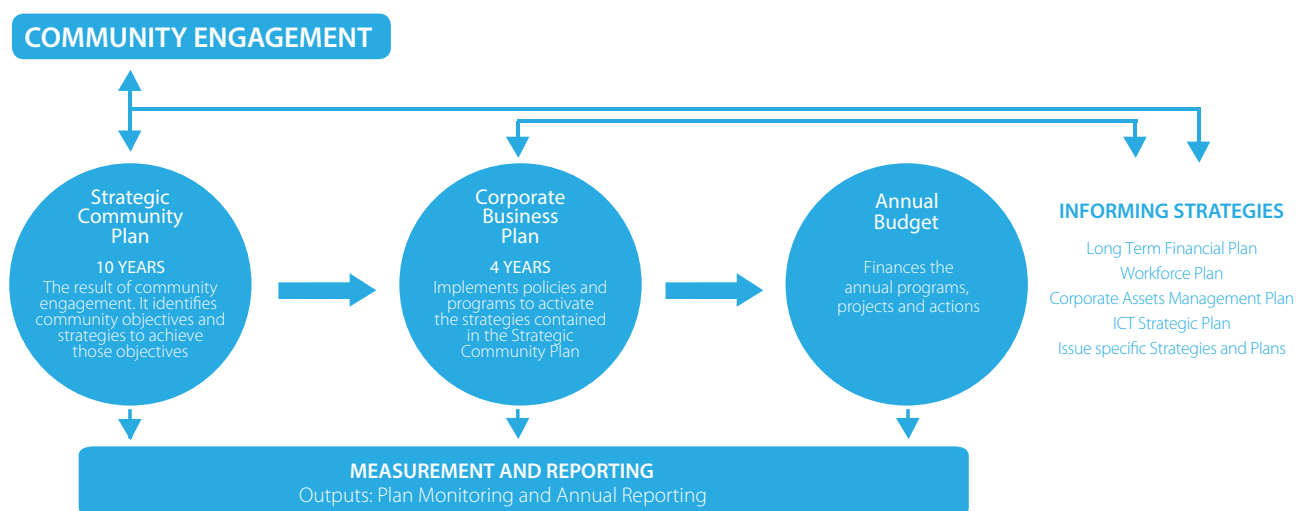 COMMUNITY ENGAGEMENT
Strategic
Community
Plan
10 YEARS
The result of community
engagement. It identifies
community objectives and
strategies to achieve
those objectives
Corporate
Business
Plan
4 YEARS
Implements policies and
programs to activate
the strategies contained
in the Strategic
Community Plan
Annual
Budget
Finances the
annual programs,
projects and actions
INFORMING STRATEGIES
Long Term Financial Plan
Workforce Plan
Corporate Assets Management Plan
ICT Strategic Plan
Issue specific Strategies and Plans
MEASUREMENT AND REPORTING
Outputs: Plan Monitoring and Annual Reporting